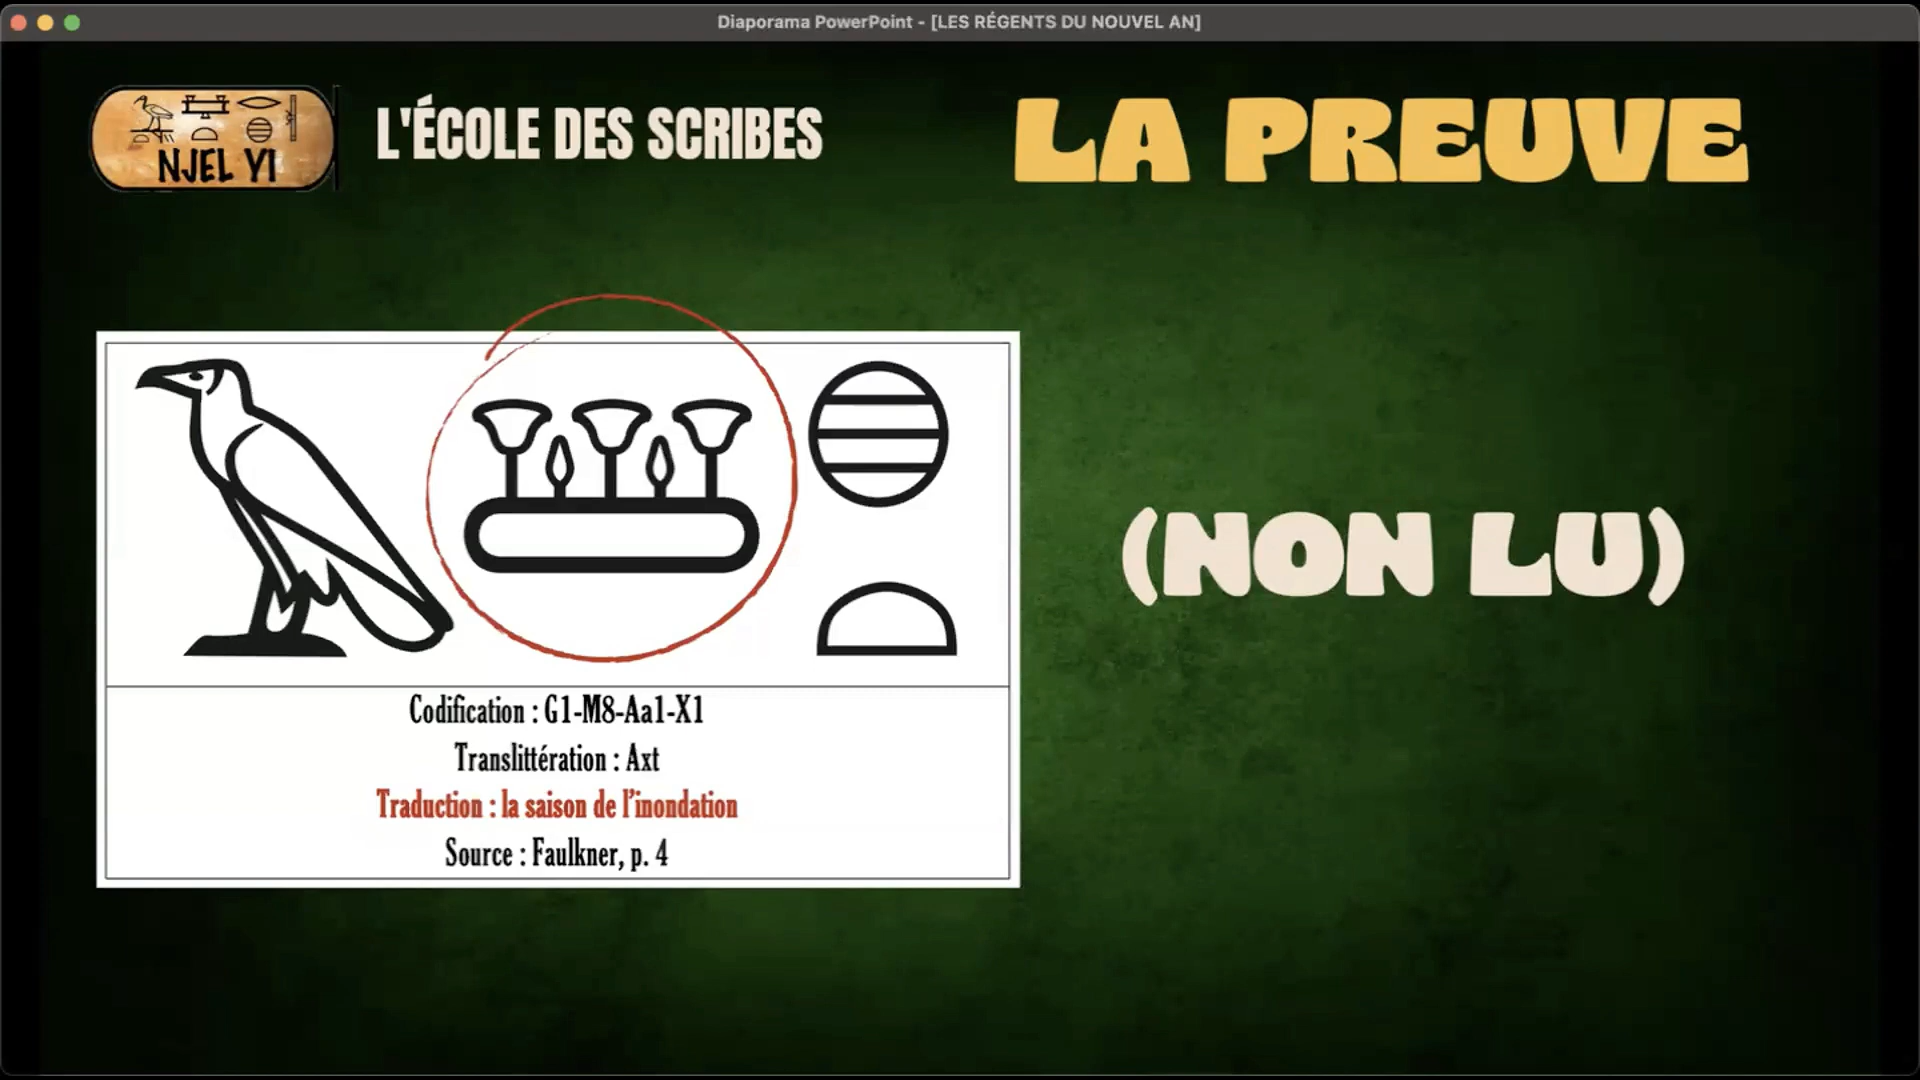 Diaporama PowerPoint - [LES RÉGENTS DU NOUVEL AN]
NJEL YI
L'ÉCOLE DES SCRIBES
LA PREUVE
(NON LU)
Codification : G1-M8-Aa1-X1
Translittération : Axt
Traduction : la saison de l'inondation
Source : Faulkner, p. 4